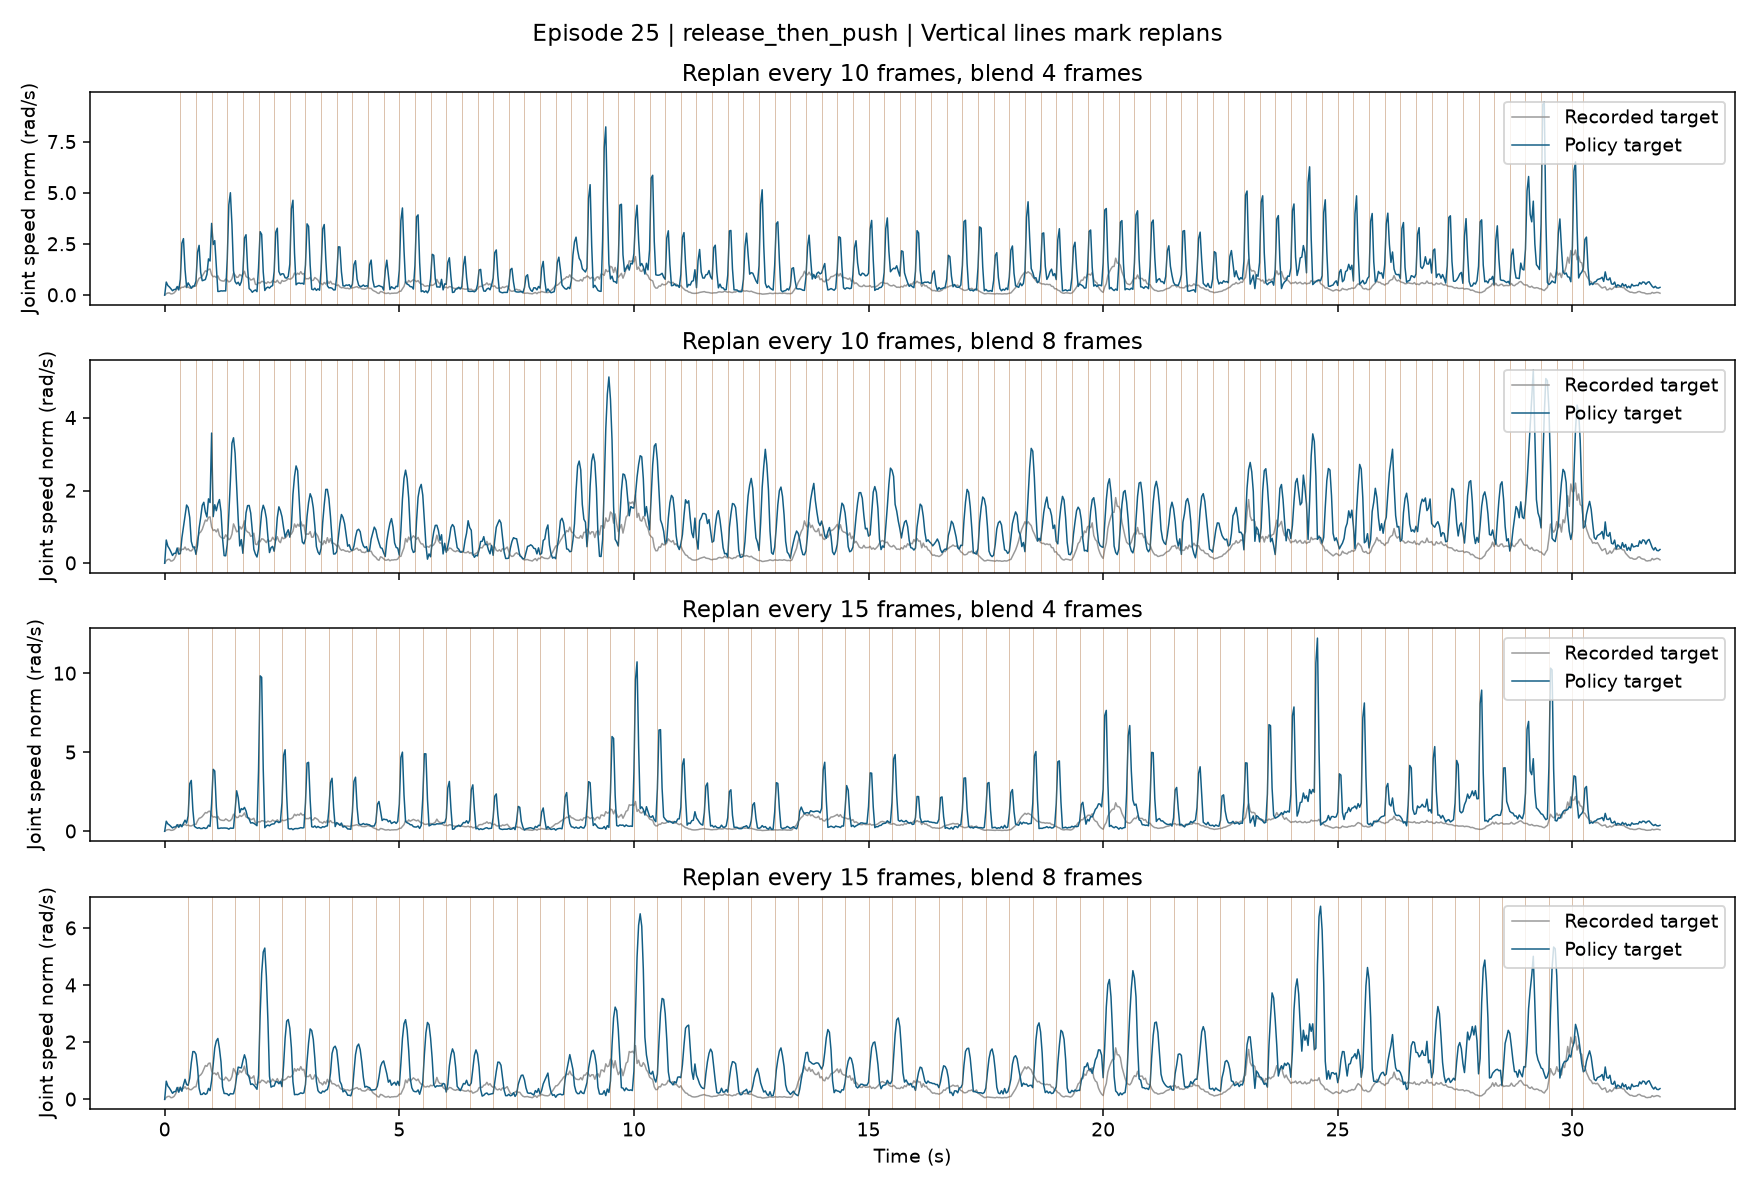 Episode 25 | release_then_push | Vertical lines mark replans
Replan every 10 frames, blend 4 frames
Joint speed norm (rad/s)
7.5
5.0
2.5
0.0
Recorded target
Policy target
Replan every 10 frames, blend 8 frames
Joint speed norm (rad/s)
4
2
0
Recorded target
Policy target
Replan every 15 frames, blend 4 frames
Joint speed norm (rad/s)
10
5
0
Recorded target
Policy target
Replan every 15 frames, blend 8 frames
Joint speed norm (rad/s)
6
4
2
0
Recorded target
Policy target
0 5 10 15 20 25 30
Time (s)